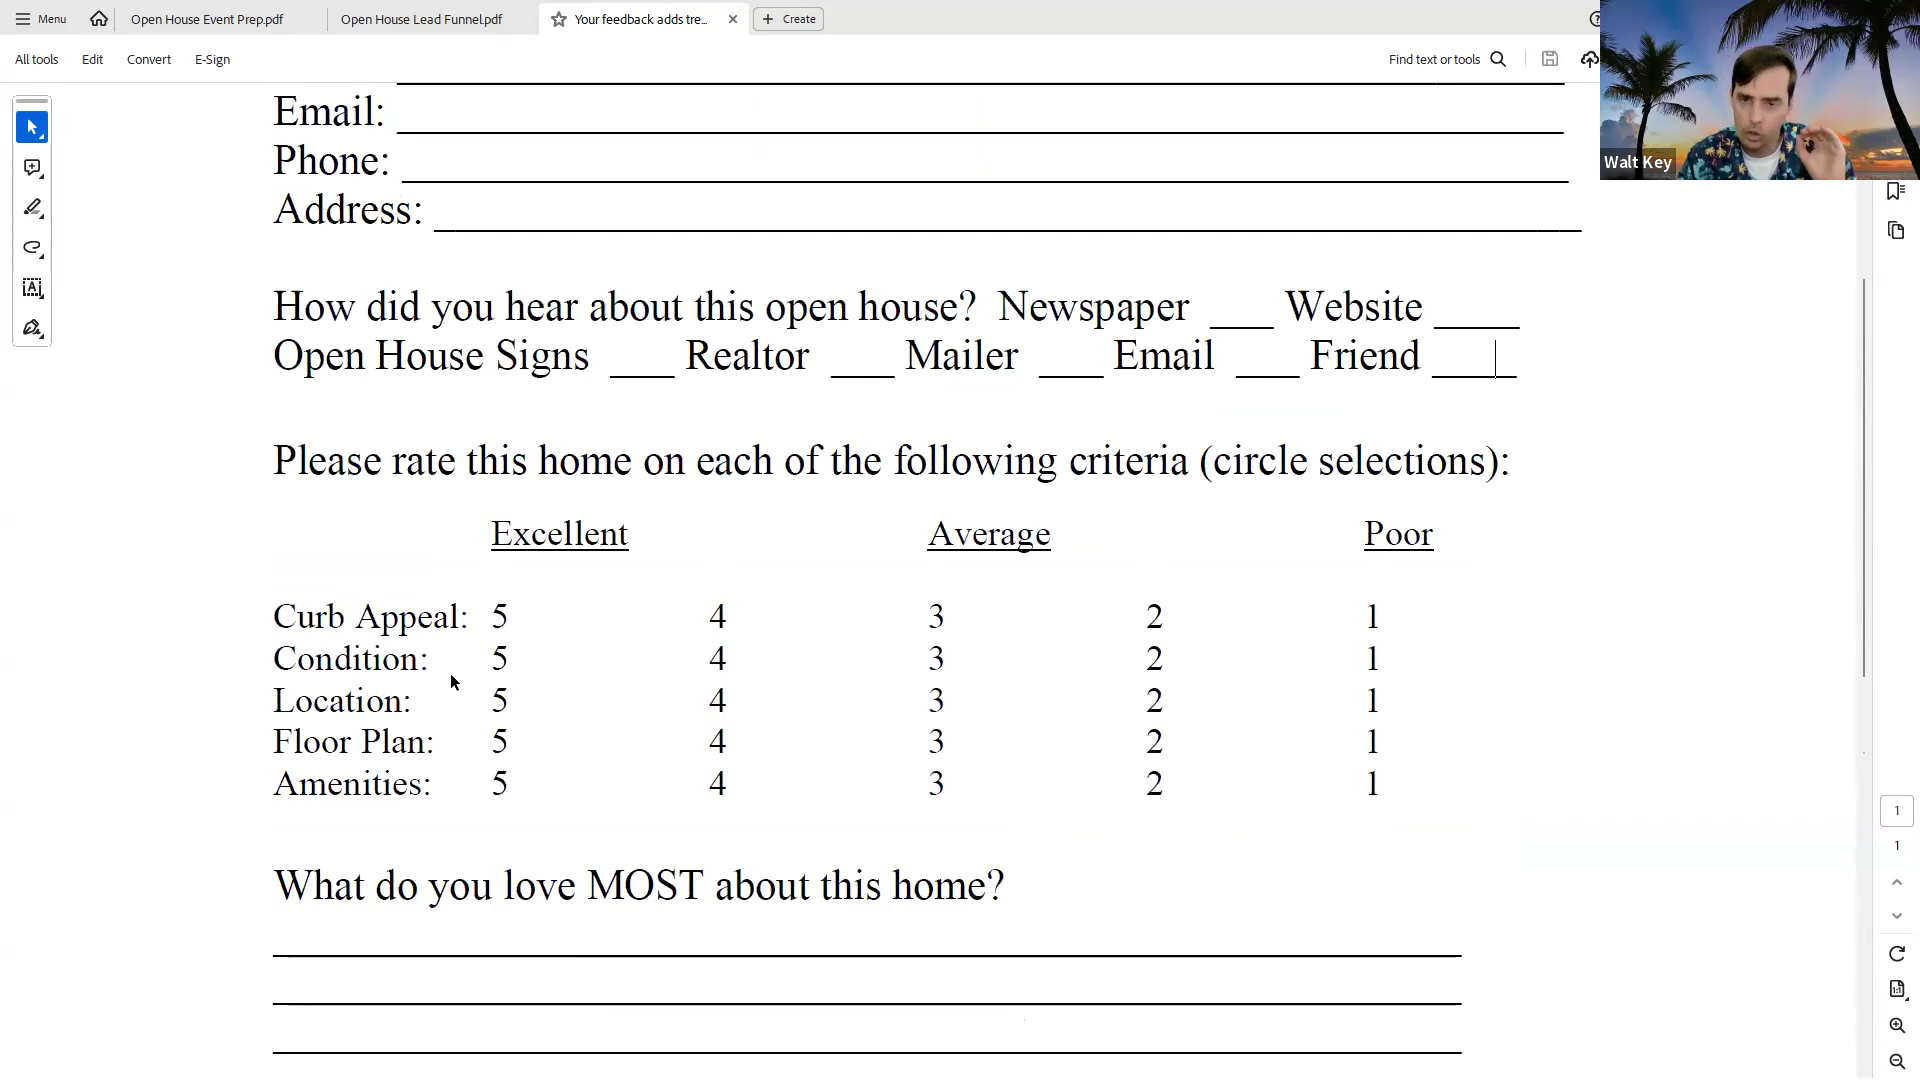 Menu
Open House Event Prep.pdf
Open House Lead Funnel.pdf
Your feedback adds tre...
Create
All tools
Edit
Convert
E-Sign
Find text or tools
Walt Key
Email:
Phone:
Address:
How did you hear about this open house? Newspaper ___ Website ____
Open House Signs ___ Realtor ___ Mailer ___ Email ___ Friend ____
Please rate this home on each of the following criteria (circle selections):
Excellent Average Poor
Curb Appeal: 5 4 3 2 1
Condition: 5 4 3 2 1
Location: 5 4 3 2 1
Floor Plan: 5 4 3 2 1
Amenities: 5 4 3 2 1
What do you love MOST about this home?
1
1